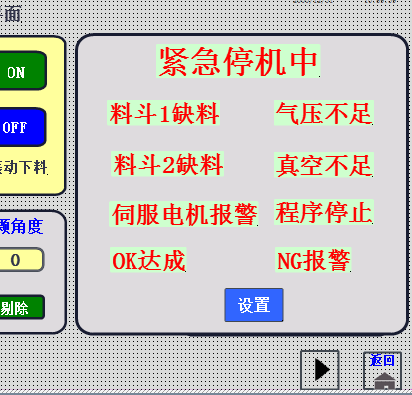 面
ON
OFF
动下料
角度
0
剔除
紧急停机中
料斗1缺料
气压不足
料斗2缺料
真空不足
伺服电机报警
程序停止
OK达成
NG报警
设置
返回